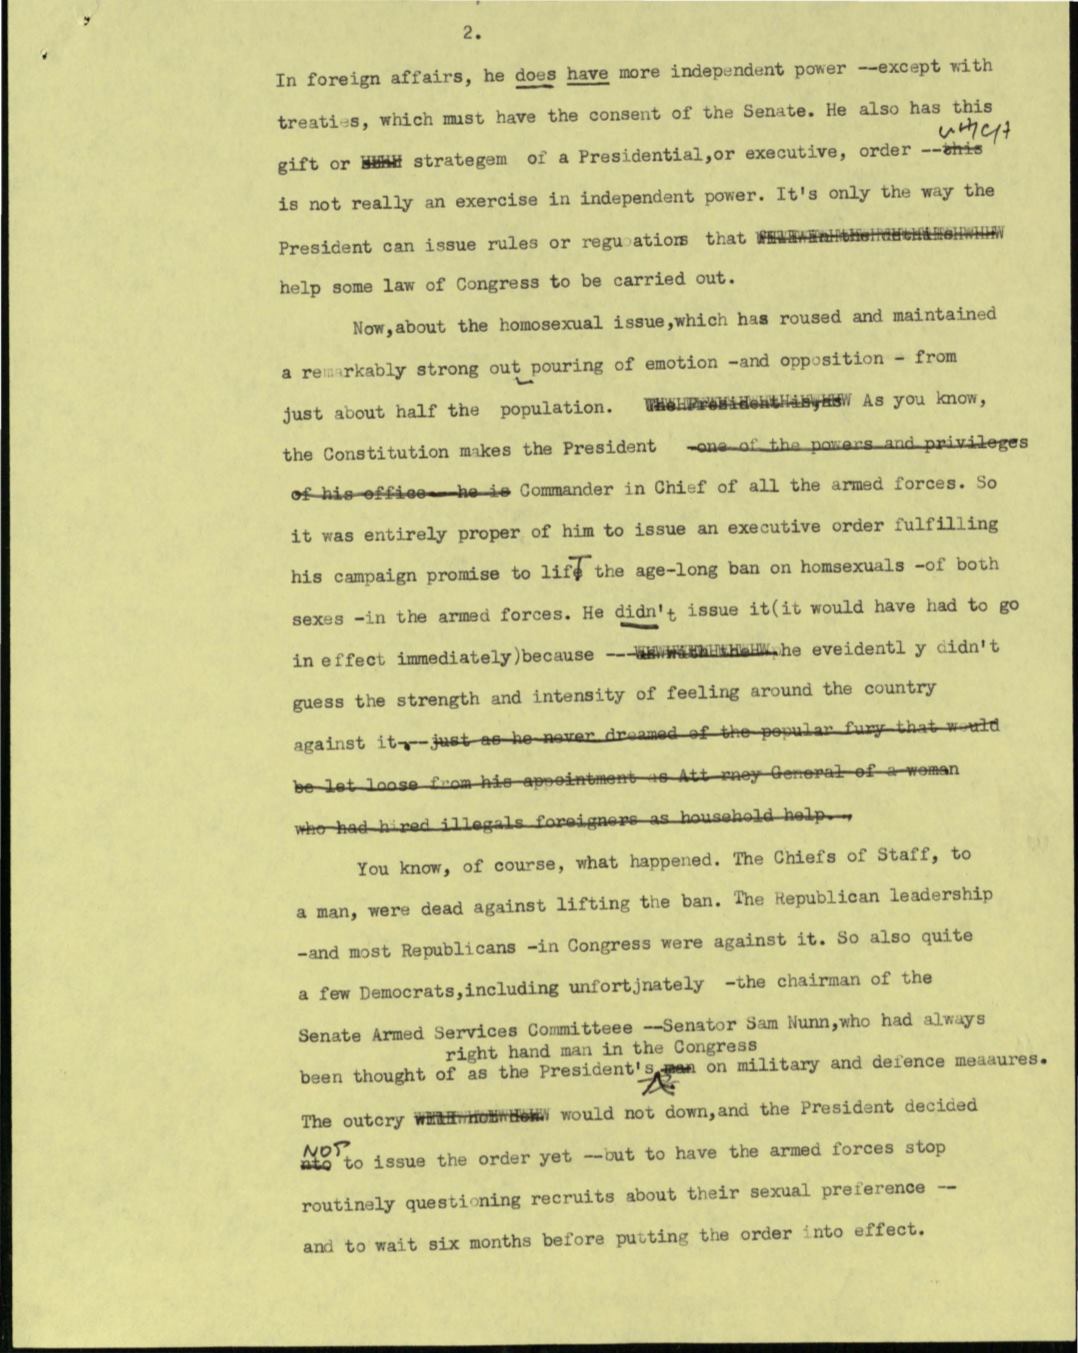 2.
In foreign affairs, he does have more independent power --except with
treaties, which must have the consent of the Senate. He also has this
which
gift or strategem of a Presidential,or executive, order --this
is not really an exercise in independent power. It's only the way the
President can issue rules or reguations that
help some law of Congress to be carried out.
Now,about the homosexual issue,which has roused and maintained
a remarkably strong out pouring of emotion -and opposition - from
just about half the population. The President is,as As you know,
the Constitution makes the President -one of the powers and privileges
of his office--he is Commander in Chief of all the armed forces. So
it was entirely proper of him to issue an executive order fulfilling
his campaign promise to lift the age-long ban on homsexuals -of both
sexes -in the armed forces. He didn't issue it(it would have had to go
in effect immediately)because --- he eveidentl y didn't
guess the strength and intensity of feeling around the country
against it,--just as he never dreamed of the popular fury that would
be let loose from his appointment as Att rney General of a woman
who had hired illegals foreigners as household help.
You know, of course, what happened. The Chiefs of Staff, to
a man, were dead against lifting the ban. The Republican leadership
-and most Republicans -in Congress were against it. So also quite
a few Democrats,including unfortjnately -the chairman of the
Senate Armed Services Committeee --Senator Sam Nunn,who had always
right hand man in the Congress
been thought of as the President's man on military and defence meaaures.
The outcry would not down,and the President decided
NOT
nto to issue the order yet --but to have the armed forces stop
routinely questioning recruits about their sexual preference --
and to wait six months before putting the order into effect.